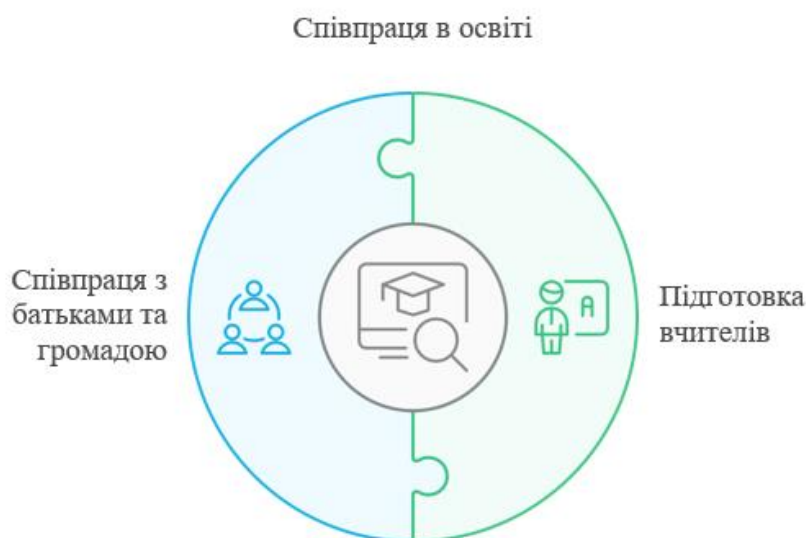 Співпраця в освіті
Співпраця з
батьками та
громадою
Підготовка
вчителів
A